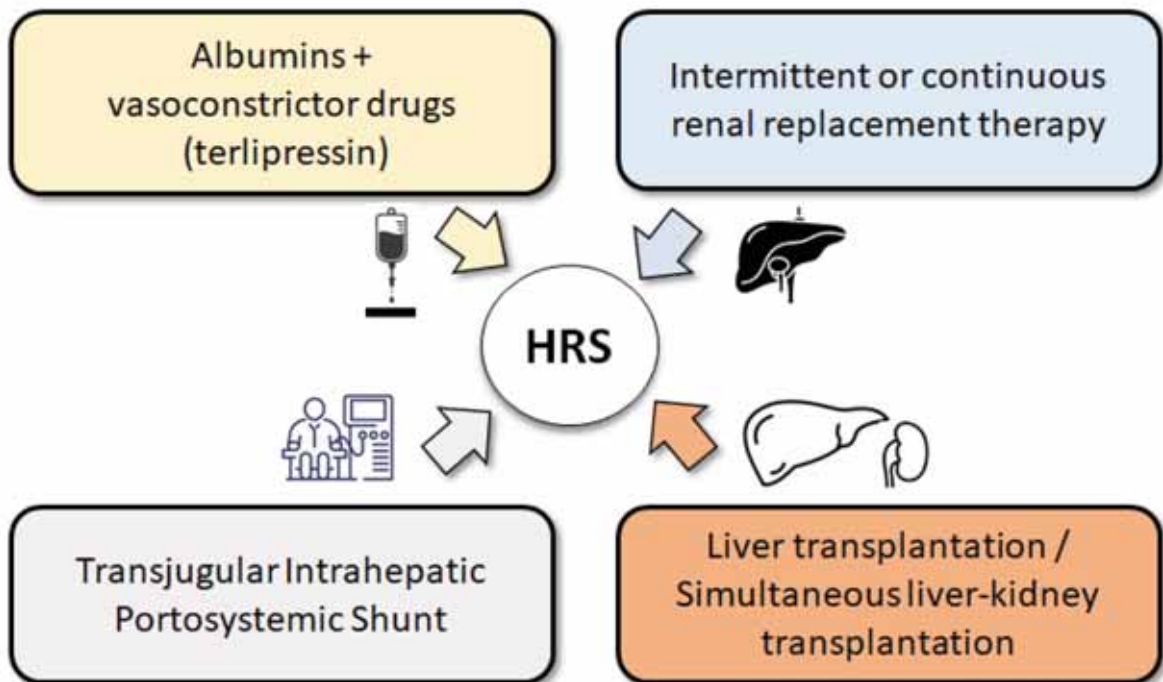 Albumins +
vasoconstrictor drugs
(terlipressin)
Intermittent or continuous
renal replacement therapy
HRS
Transjugular Intrahepatic
Portosystemic Shunt
Liver transplantation /
Simultaneous liver-kidney
transplantation